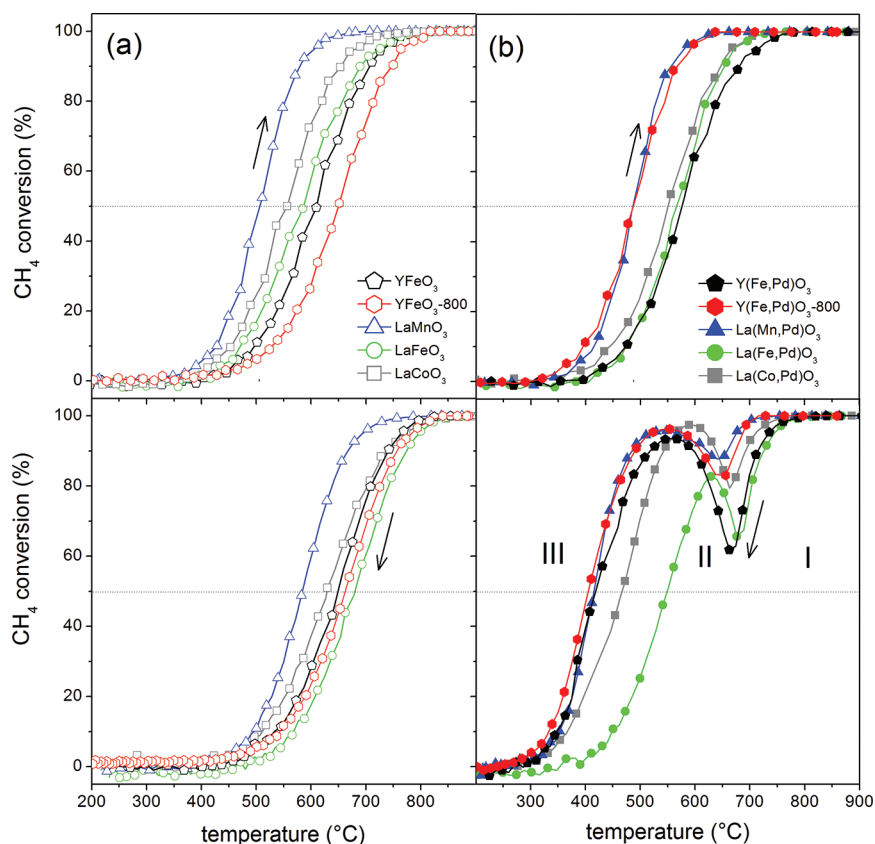 (a)
(b)
CH₄ conversion (%)
100
80
60
40
20
0
YFeO₃
YFeO₃-800
LaMnO₃
LaFeO₃
LaCoO₃
Y(Fe,Pd)O₃
Y(Fe,Pd)O₃-800
La(Mn,Pd)O₃
La(Fe,Pd)O₃
La(Co,Pd)O₃
CH₄ conversion (%)
100
80
60
40
20
0
III
II
I
200 300 400 500 600 700 800
300 400 500 600 700 800 900
temperature (°C)
temperature (°C)